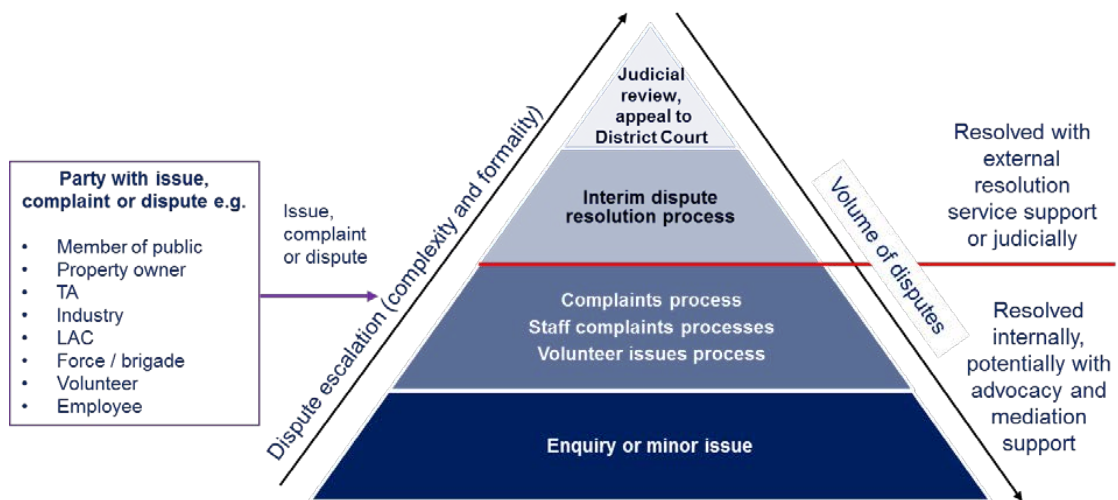 Party with issue,
complaint or dispute e.g.
• Member of public
• Property owner
• TA
• Industry
• LAC
• Force / brigade
• Volunteer
• Employee
Issue,
complaint
or dispute
Dispute escalation (complexity and formality)
Judicial
review,
appeal to
District Court
Interim dispute
resolution process
Complaints process
Staff complaints processes
Volunteer issues process
Enquiry or minor issue
Volume of disputes
Resolved with
external
resolution
service support
or judicially
Resolved
internally,
potentially with
advocacy and
mediation
support